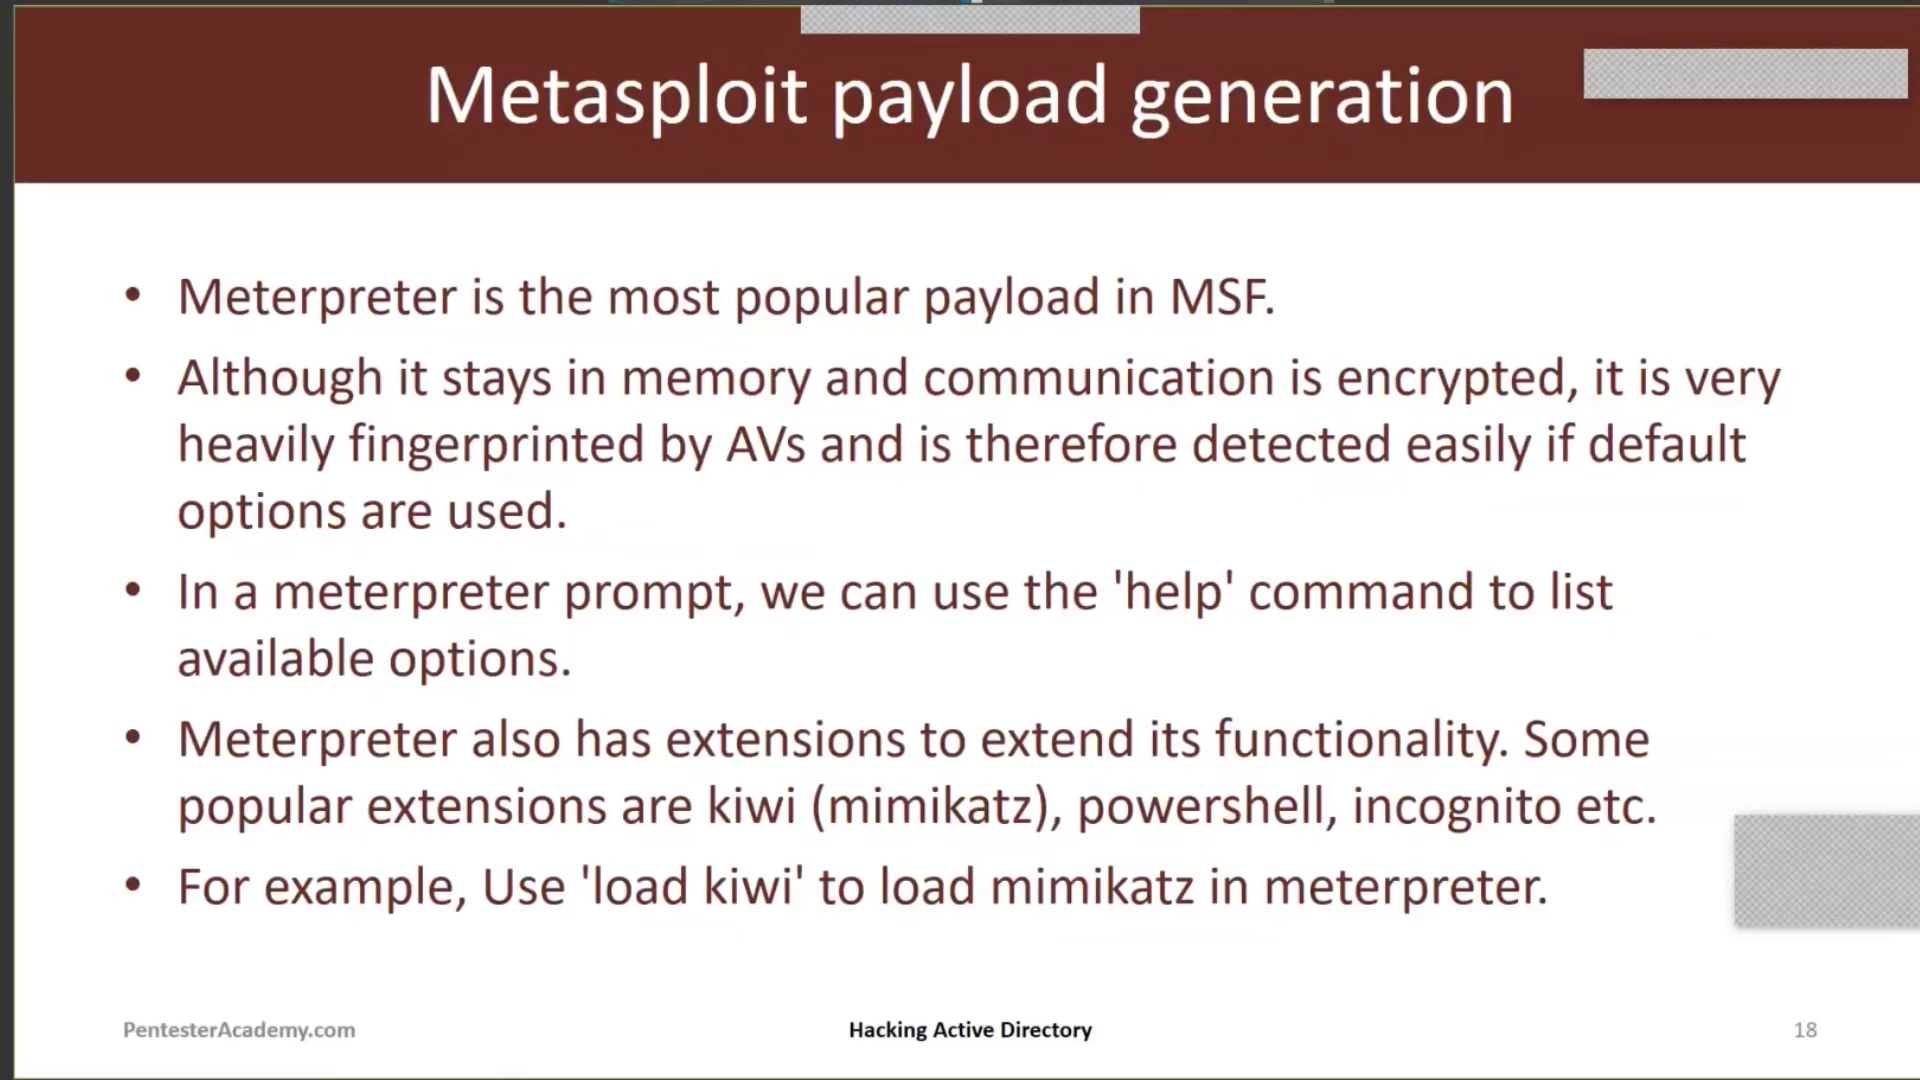 Metasploit payload generation
• Meterpreter is the most popular payload in MSF.
• Although it stays in memory and communication is encrypted, it is very
heavily fingerprinted by AVs and is therefore detected easily if default
options are used.
• In a meterpreter prompt, we can use the 'help' command to list
available options.
• Meterpreter also has extensions to extend its functionality. Some
popular extensions are kiwi (mimikatz), powershell, incognito etc.
• For example, Use 'load kiwi' to load mimikatz in meterpreter.
PentesterAcademy.com
Hacking Active Directory
18